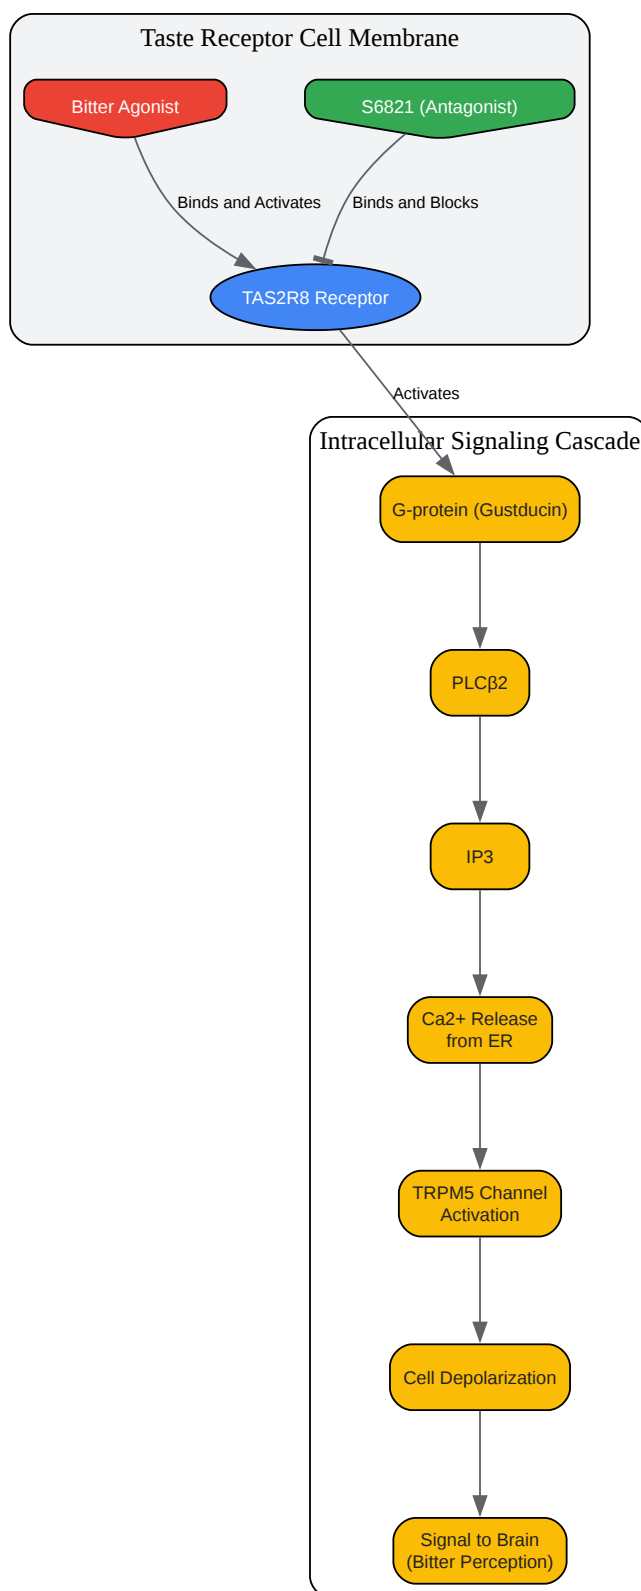 Taste Receptor Cell Membrane
Bitter Agonist
S6821 (Antagonist)
Binds and Activates
Binds and Blocks
TAS2R8 Receptor
Activates
Intracellular Signaling Cascade
G-protein (Gustducin)
PLCβ2
IP3
Ca2+ Release
from ER
TRPM5 Channel
Activation
Cell Depolarization
Signal to Brain
(Bitter Perception)